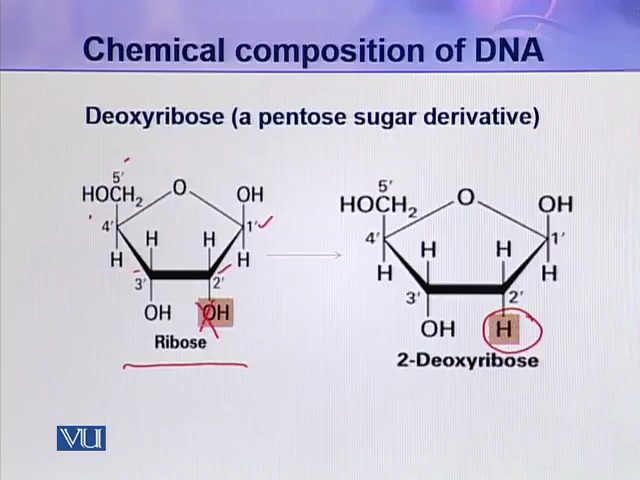 Chemical composition of DNA
Deoxyribose (a pentose sugar derivative)
5'
HOCH2 O OH
4' 1'
H H
H H
3' 2'
OH OH
Ribose
5'
HOCH2 O OH
4' 1'
H H
H H
3' 2'
OH H
2-Deoxyribose
VU